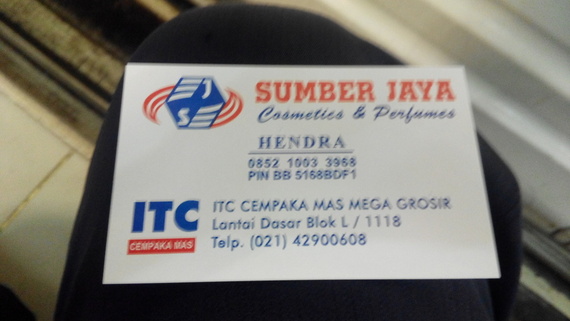 JS
SUMBER JAYA
Cosmetics & Perfumes
HENDRA
0852 1003 3968
PIN BB 5168BDF1
ITC
CEMPAKA MAS
ITC CEMPAKA MAS MEGA GROSIR
Lantai Dasar Blok L / 1118
Telp. (021) 42900608